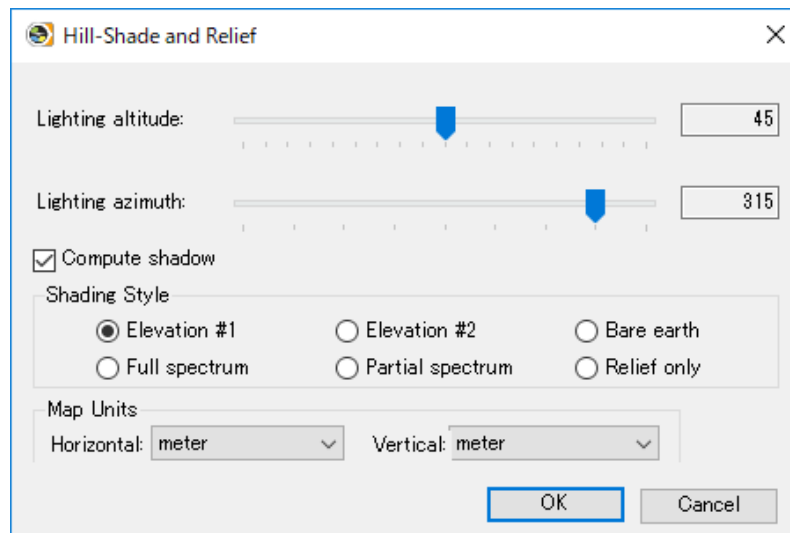 Hill-Shade and Relief
Lighting altitude: 45
Lighting azimuth: 315
Compute shadow
Shading Style
Elevation #1 Elevation #2 Bare earth
Full spectrum Partial spectrum Relief only
Map Units
Horizontal: meter Vertical: meter
OK Cancel